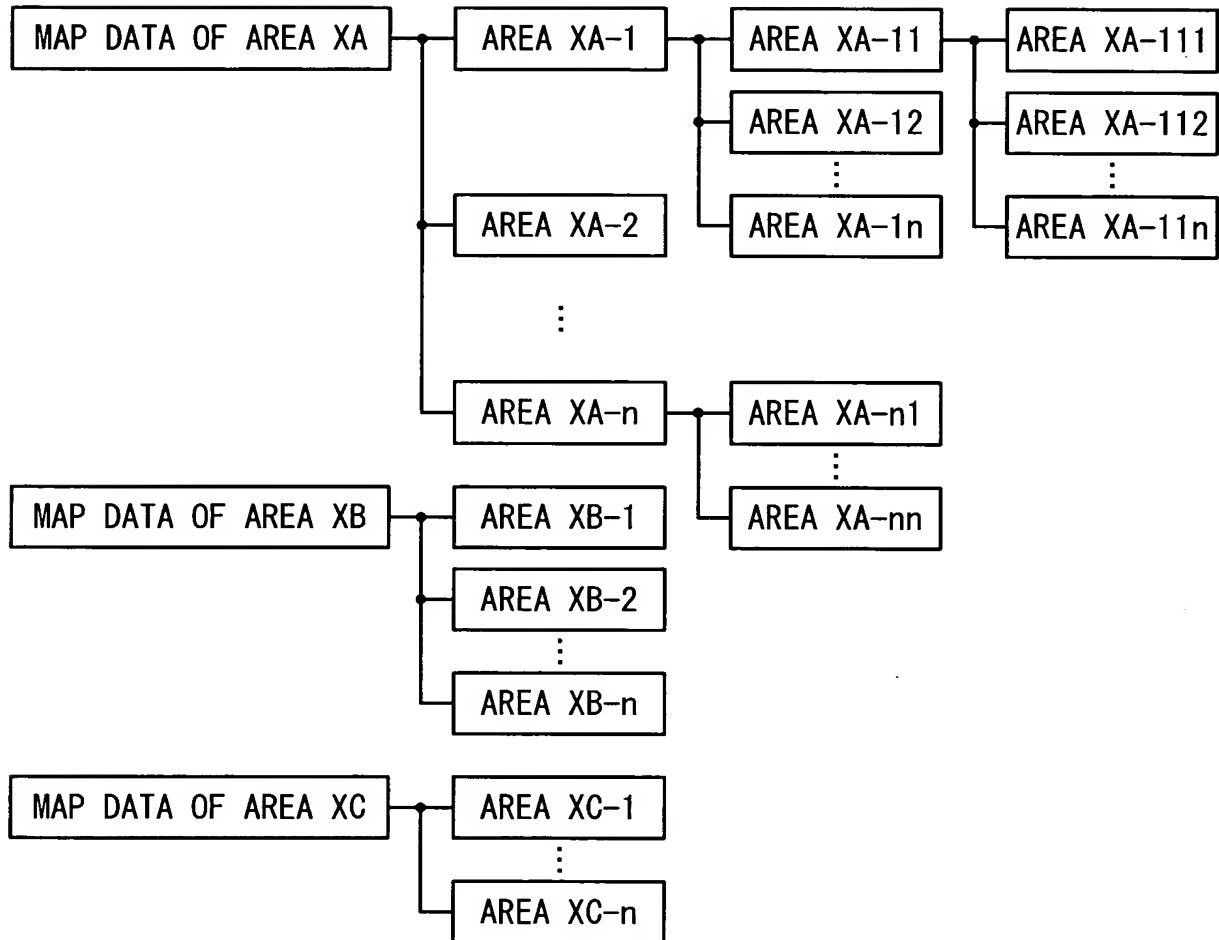 MAP DATA OF AREA XA
AREA XA-1
AREA XA-11
AREA XA-111
AREA XA-12
AREA XA-112
AREA XA-2
AREA XA-1n
AREA XA-11n
AREA XA-n
AREA XA-n1
MAP DATA OF AREA XB
AREA XB-1
AREA XA-nn
AREA XB-2
AREA XB-n
MAP DATA OF AREA XC
AREA XC-1
AREA XC-n